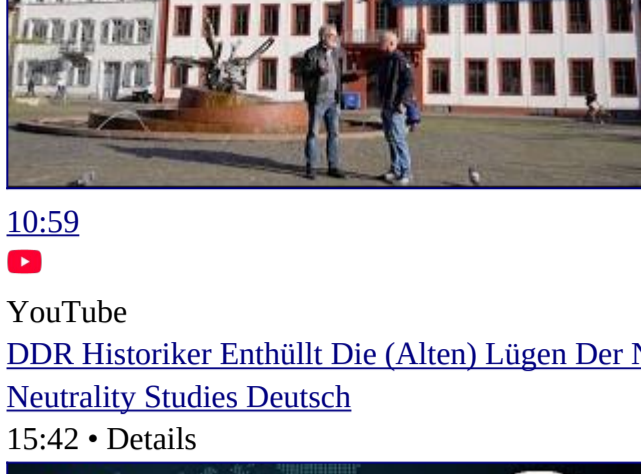 10:59
YouTube
DDR Historiker Enthüllt Die (Alten) Lügen Der
Neutrality Studies Deutsch
15:42 • Details